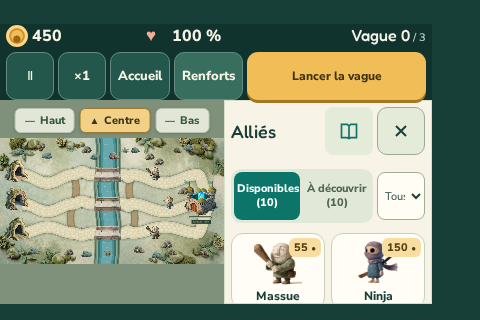 450 100 % Vague 0 / 3
II ×1 Accueil Renforts Lancer la vague
— Haut ▲ Centre — Bas
Alliés ✕
Disponibles (10) À découvrir (10)
55 • 150 •
Massue Ninja